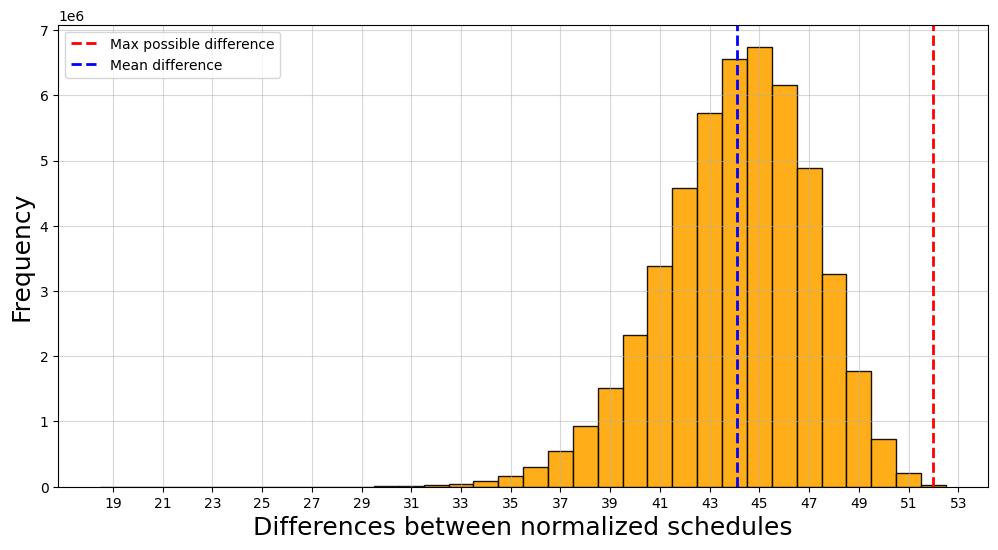 1e6
Max possible difference
Mean difference
7
6
5
4
3
2
1
0
Frequency
19 21 23 25 27 29 31 33 35 37 39 41 43 45 47 49 51 53
Differences between normalized schedules